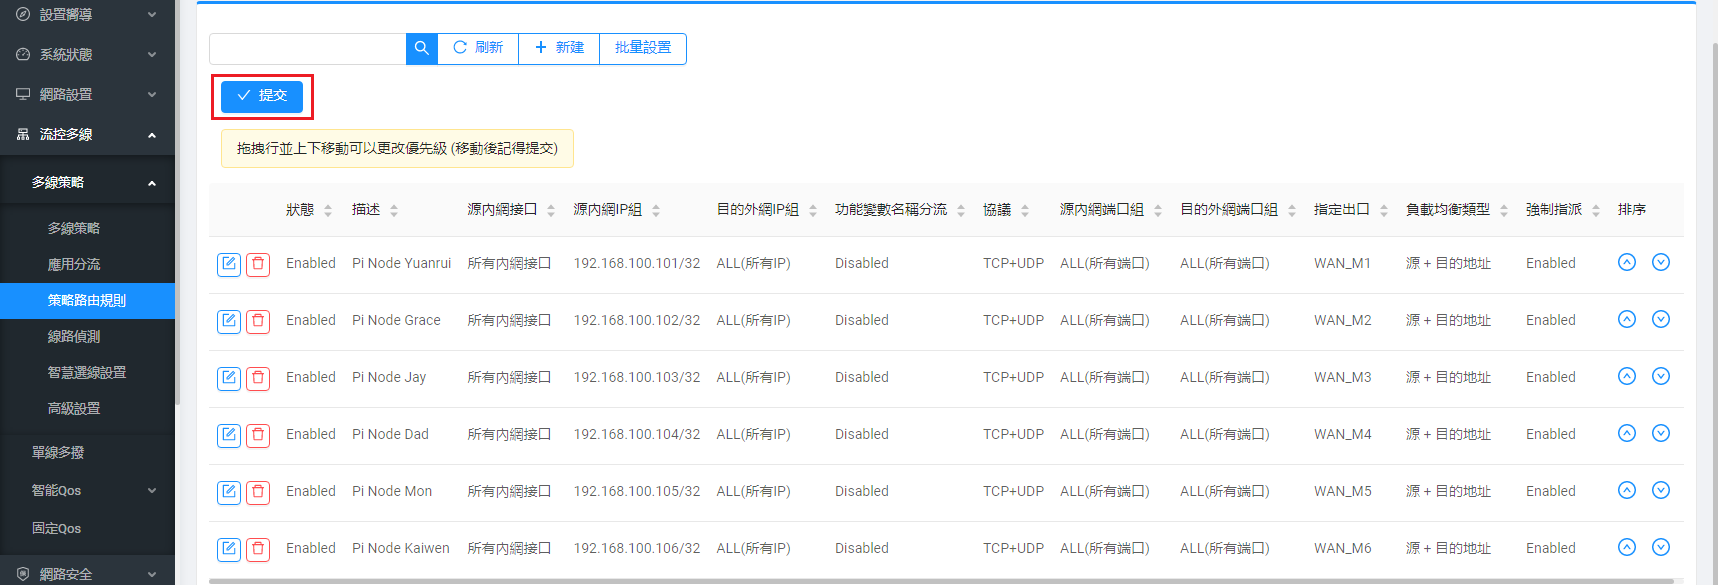 設置嚮導
系統狀態
網路設置
流控多線
多線策略
多線策略
應用分流
策略路由規則
線路偵測
智慧選線設置
高級設置
單線多撥
智能Qos
固定Qos
網路安全
刷新 新建 批量設置
提交
拖拽行並上下移動可以更改優先級 (移動後記得提交)
狀態 描述 源內網接口 源內網IP組 目的外網IP組 功能變數名稱分流 協議 源內網端口組 目的外網端口組 指定出口 負載均衡類型 強制指派 排序
Enabled Pi Node Yuanrui 所有內網接口 192.168.100.101/32 ALL(所有IP) Disabled TCP+UDP ALL(所有端口) ALL(所有端口) WAN_M1 源 + 目的地址 Enabled
Enabled Pi Node Grace 所有內網接口 192.168.100.102/32 ALL(所有IP) Disabled TCP+UDP ALL(所有端口) ALL(所有端口) WAN_M2 源 + 目的地址 Enabled
Enabled Pi Node Jay 所有內網接口 192.168.100.103/32 ALL(所有IP) Disabled TCP+UDP ALL(所有端口) ALL(所有端口) WAN_M3 源 + 目的地址 Enabled
Enabled Pi Node Dad 所有內網接口 192.168.100.104/32 ALL(所有IP) Disabled TCP+UDP ALL(所有端口) ALL(所有端口) WAN_M4 源 + 目的地址 Enabled
Enabled Pi Node Mon 所有內網接口 192.168.100.105/32 ALL(所有IP) Disabled TCP+UDP ALL(所有端口) ALL(所有端口) WAN_M5 源 + 目的地址 Enabled
Enabled Pi Node Kaiwen 所有內網接口 192.168.100.106/32 ALL(所有IP) Disabled TCP+UDP ALL(所有端口) ALL(所有端口) WAN_M6 源 + 目的地址 Enabled